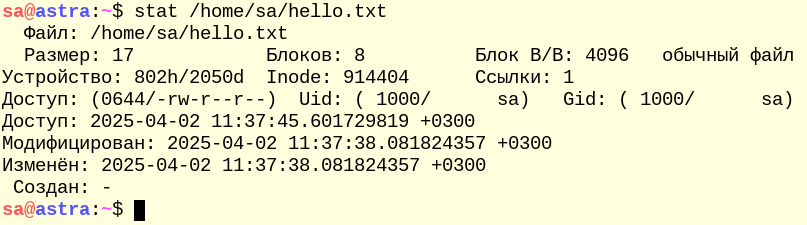 sa@astra:~$ stat /home/sa/hello.txt
  Файл: /home/sa/hello.txt
  Размер: 17            Блоков: 8          Блок В/В: 4096   обычный файл
Устройство: 802h/2050d  Inode: 914404      Ссылки: 1
Доступ: (0644/-rw-r--r--)  Uid: ( 1000/      sa)   Gid: ( 1000/      sa)
Доступ: 2025-04-02 11:37:45.601729819 +0300
Модифицирован: 2025-04-02 11:37:38.081824357 +0300
Изменён: 2025-04-02 11:37:38.081824357 +0300
 Создан: -
sa@astra:~$